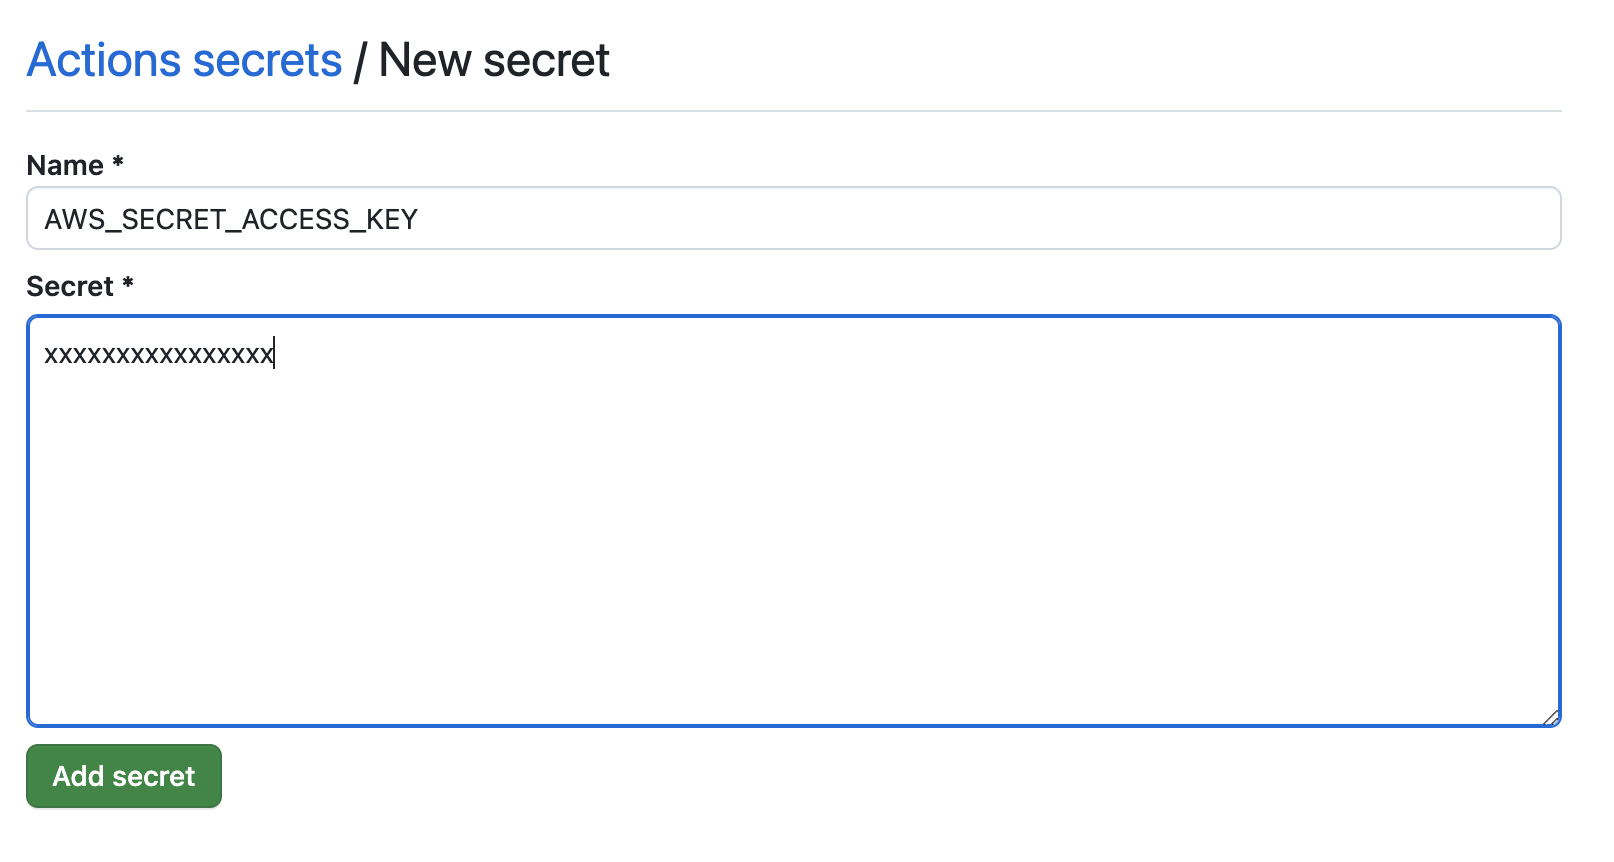 Actions secrets / New secret
Name *
AWS_SECRET_ACCESS_KEY
Secret *
xxxxxxxxxxxxxxxx
Add secret